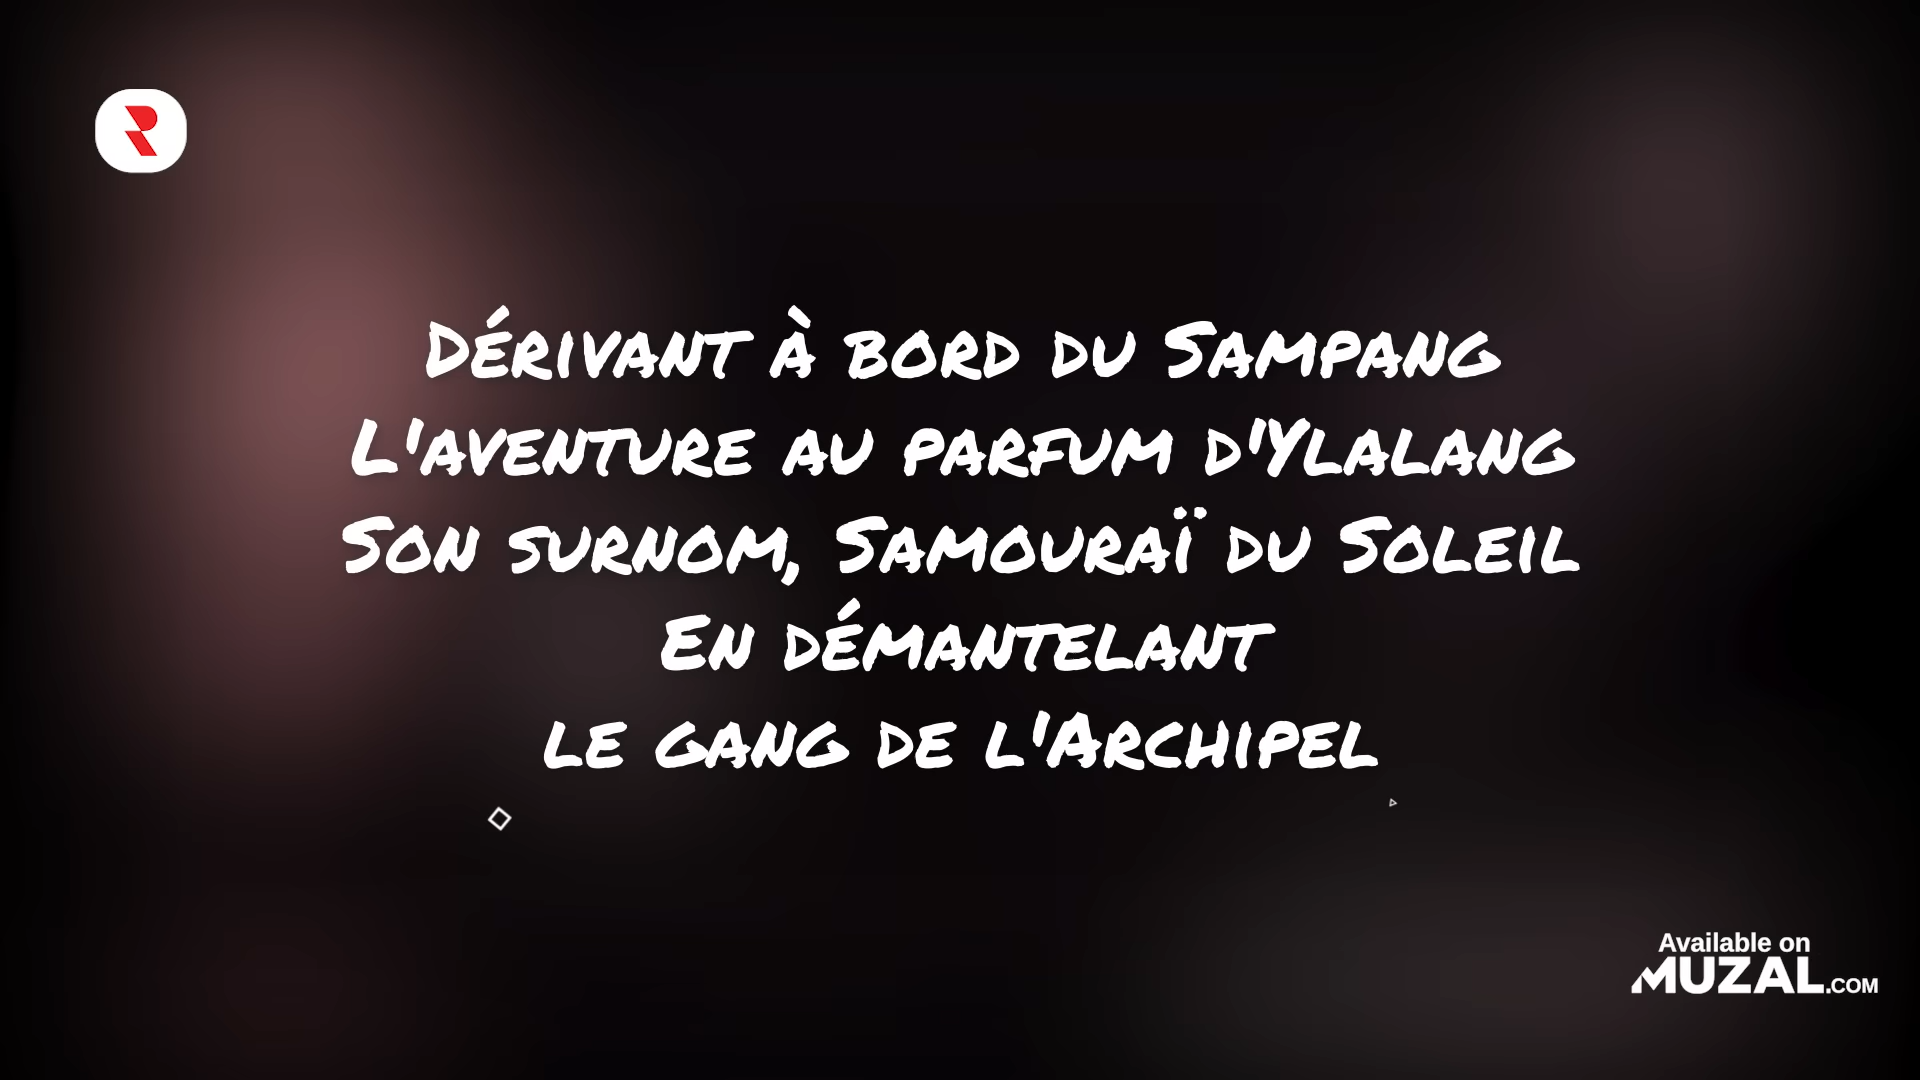 Dérivant à bord du Sampang
L'aventure au parfum d'Ylalang
Son surnom, Samouraï du Soleil
En démantelant
le gang de l'Archipel
Available on
MUZAL.COM